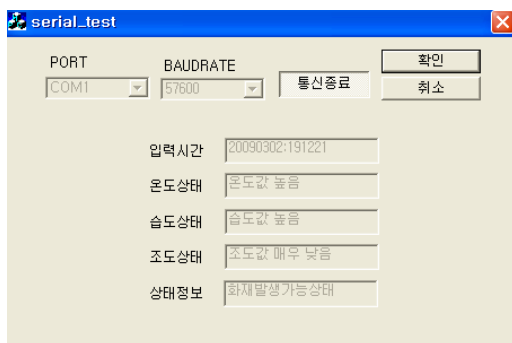 serial_test
PORT BAUDRATE 확인
COM1 57600 통신종료 취소
입력시간 20090302:191221
온도상태 온도값 높음
습도상태 습도값 높음
조도상태 조도값 매우 낮음
상태정보 화재발생가능상태